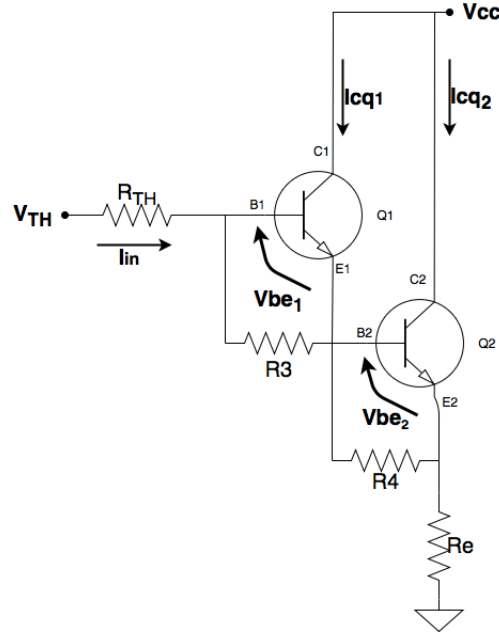 Vcc
Icq1
Icq2
C1
RTH
VTH
B1
Q1
Iin
E1
Vbe1
C2
B2
Q2
R3
Vbe2
E2
R4
Re